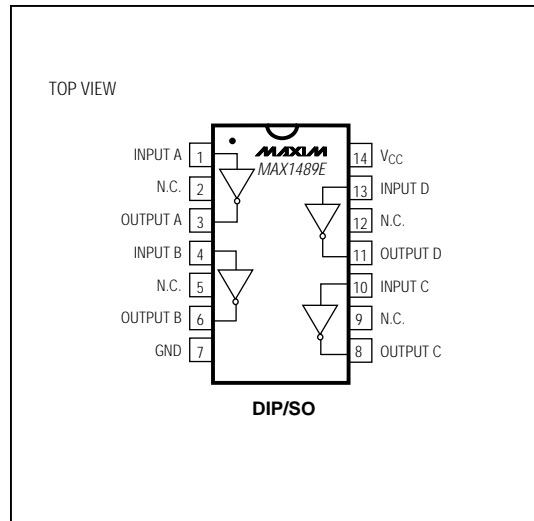 TOP VIEW
MAXIM
MAX1489E
INPUT A 1
N.C. 2
OUTPUT A 3
INPUT B 4
N.C. 5
OUTPUT B 6
GND 7
14 VCC
13 INPUT D
12 N.C.
11 OUTPUT D
10 INPUT C
9 N.C.
8 OUTPUT C
DIP/SO